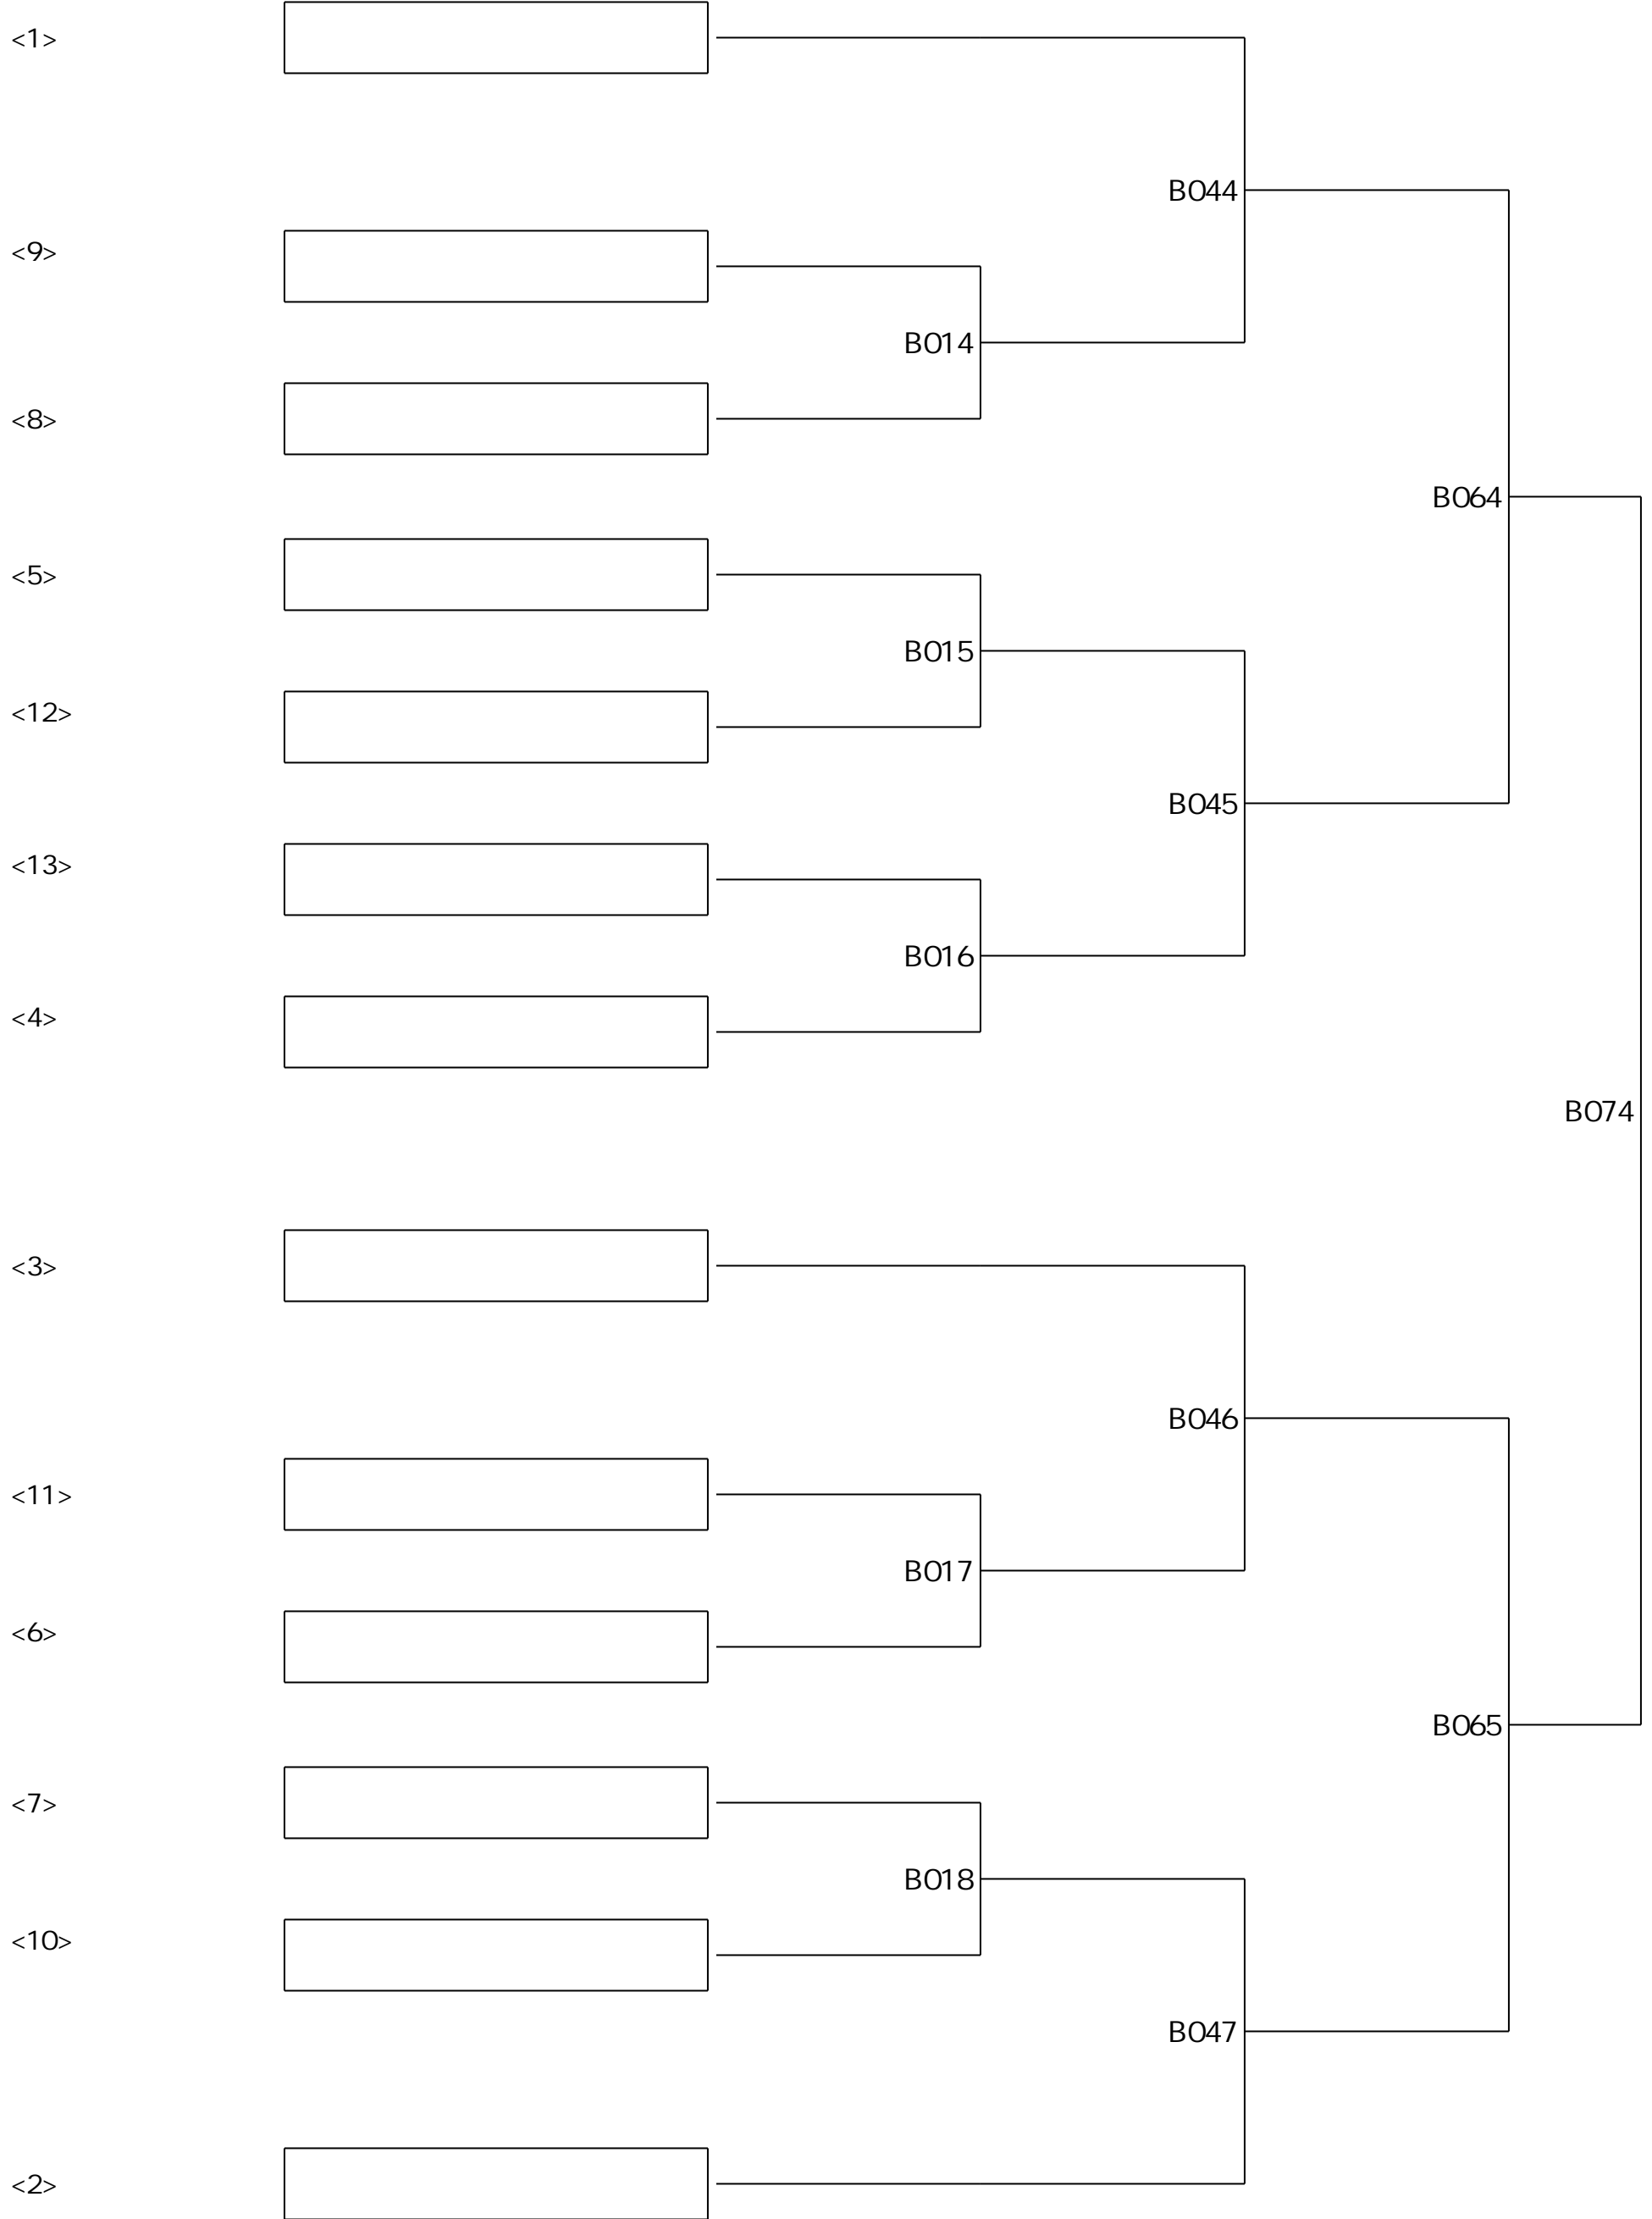 <1>
B044
<9>
B014
<8>
B064
<5>
B015
<12>
B045
<13>
B016
<4>
B074
<3>
B046
<11>
B017
<6>
B065
<7>
B018
<10>
B047
<2>